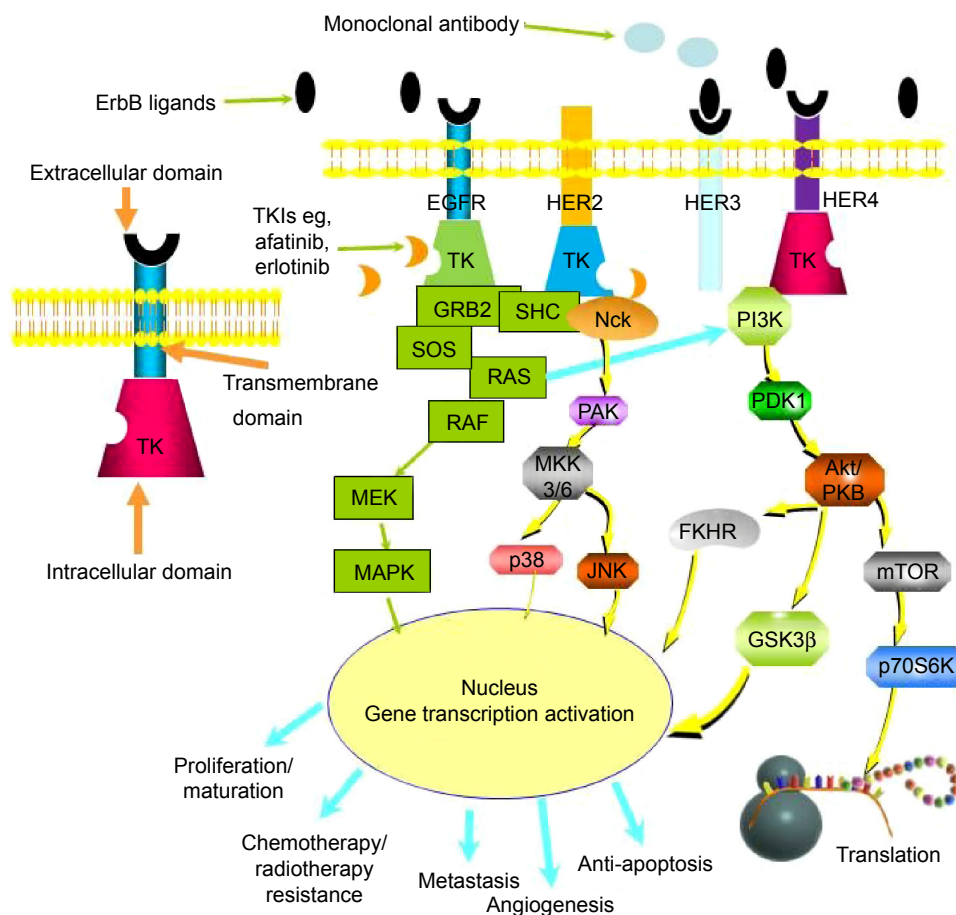 Monoclonal antibody
ErbB ligands
Extracellular domain
EGFR
HER2
HER3
HER4
TKIs eg,
afatinib,
erlotinib
TK
TK
TK
GRB2
SHC
Nck
PI3K
SOS
RAS
Transmembrane
domain
PDK1
PAK
RAF
TK
MKK
3/6
Akt/
PKB
MEK
FKHR
p38
JNK
mTOR
MAPK
Intracellular domain
GSK3β
p70S6K
Nucleus
Gene transcription activation
Proliferation/
maturation
Chemotherapy/
radiotherapy
resistance
Metastasis
Angiogenesis
Anti-apoptosis
Translation